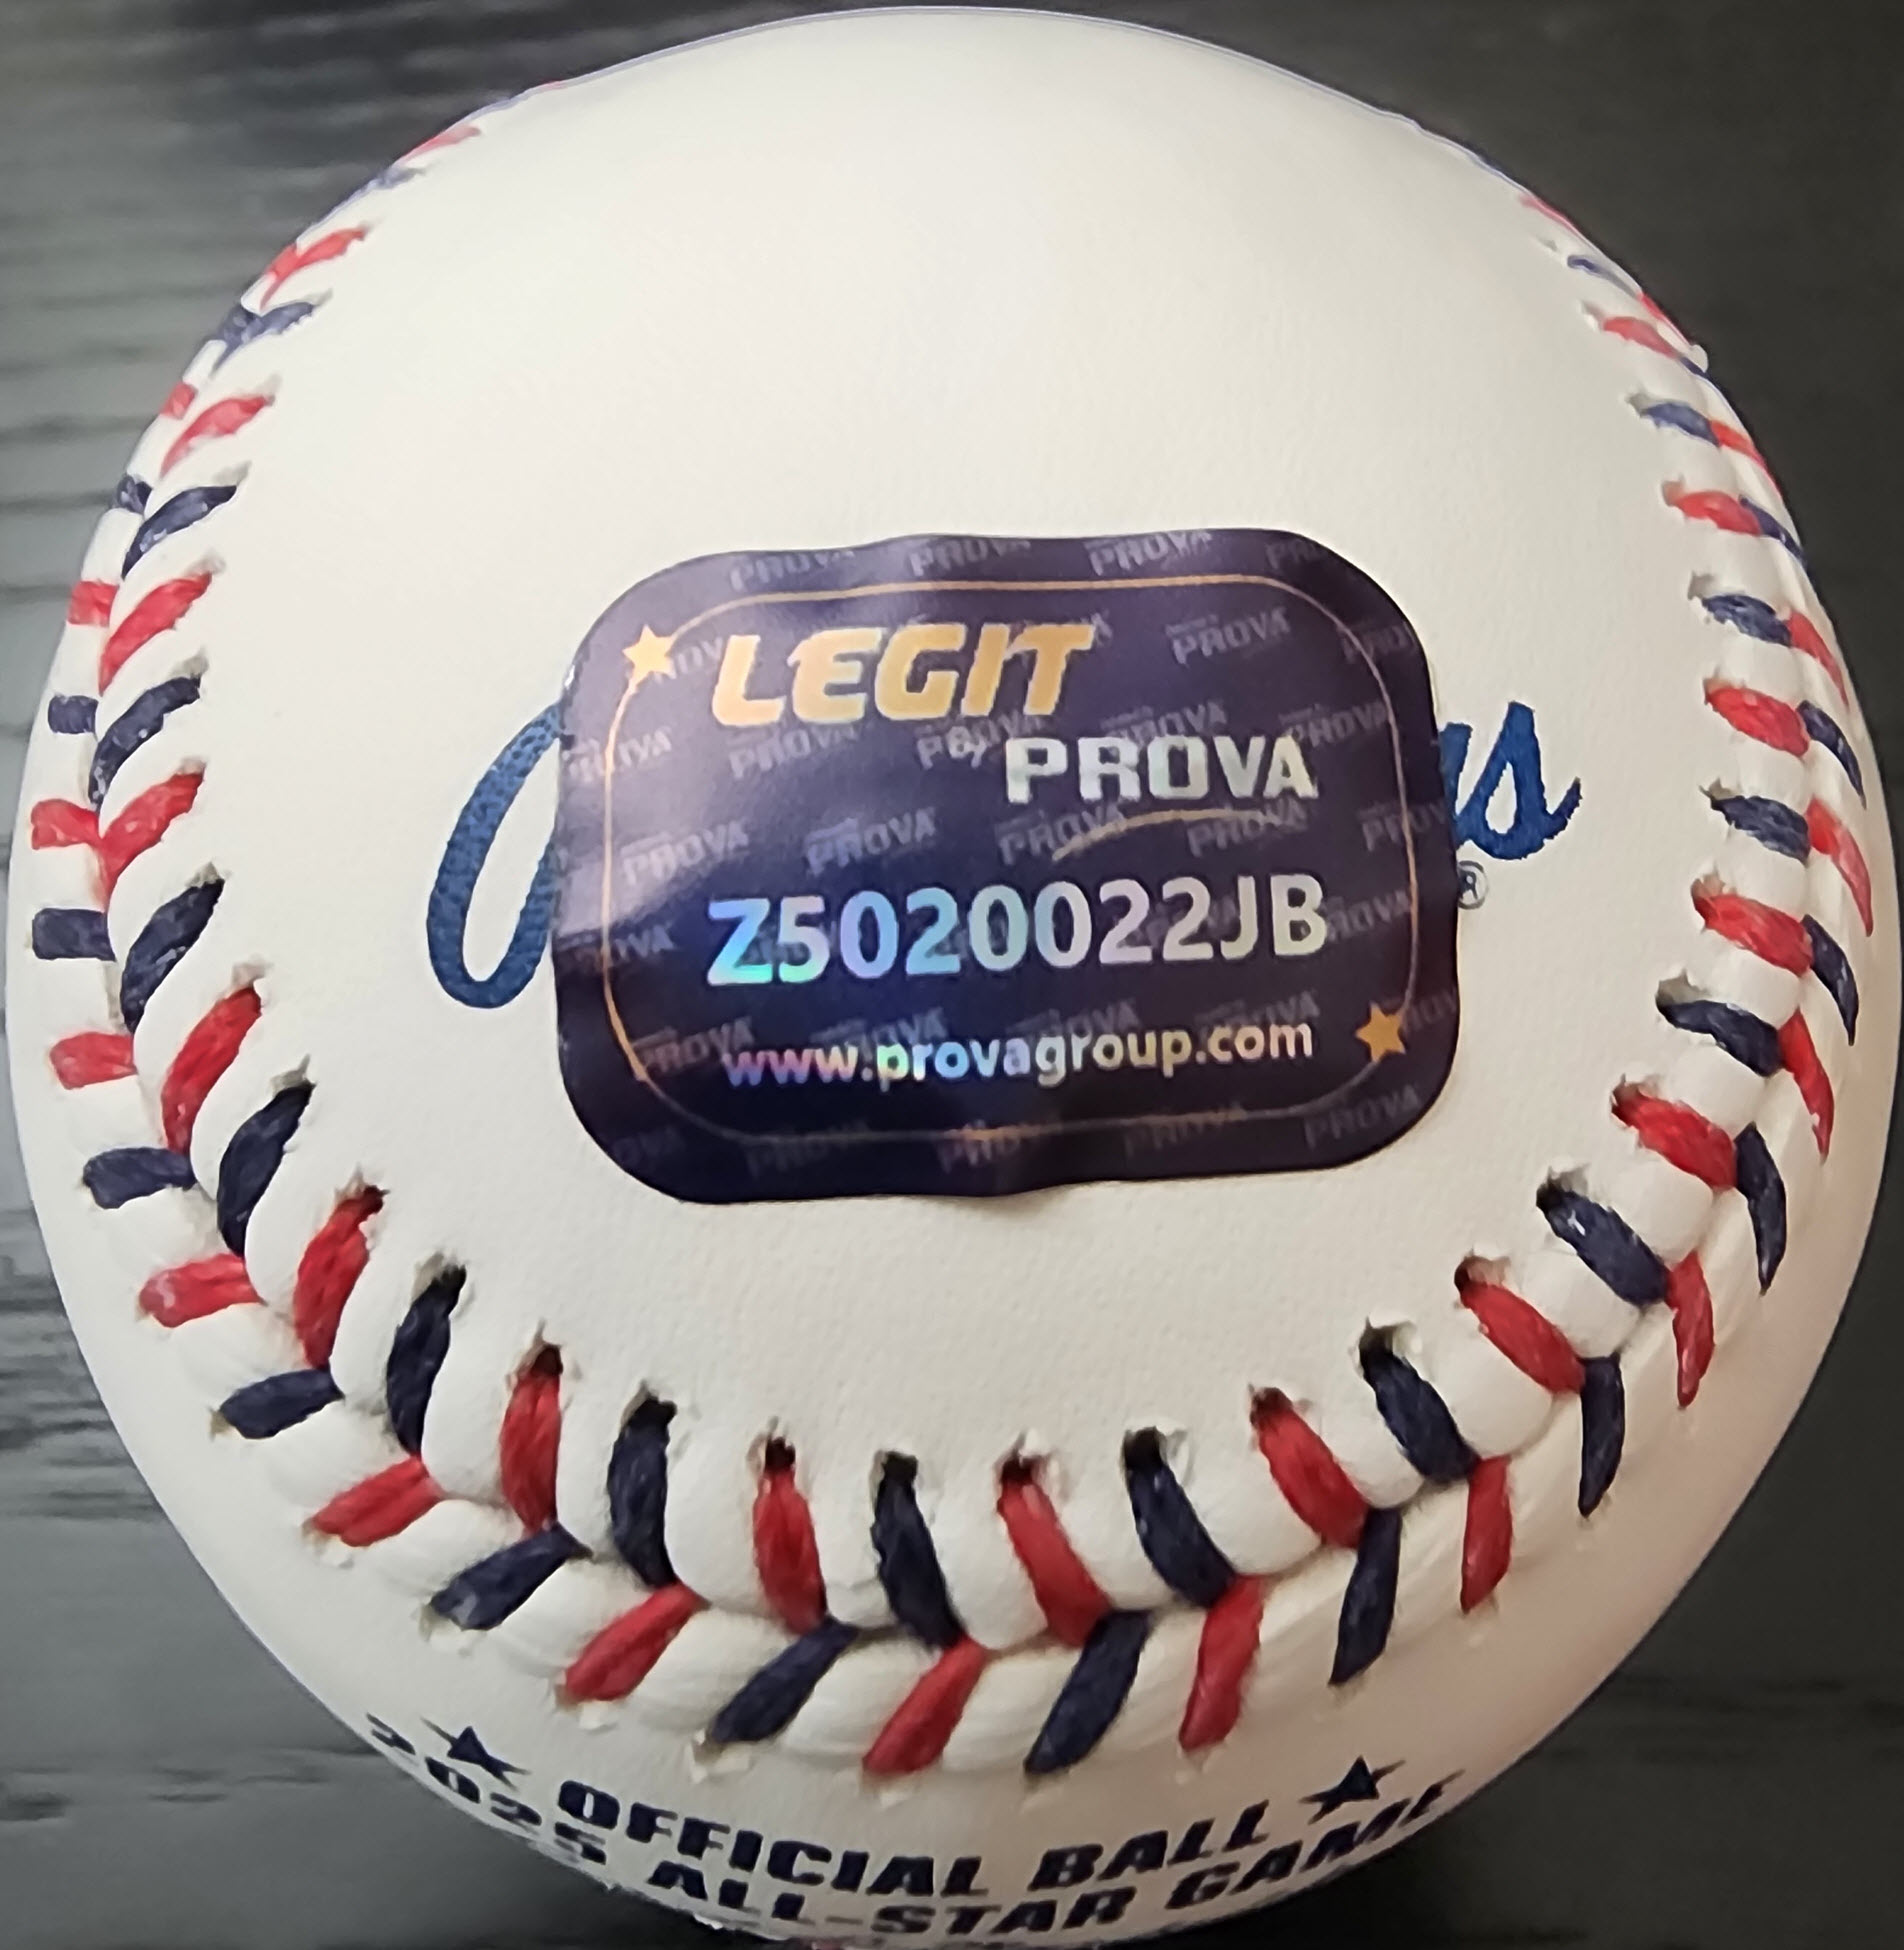 LEGIT
& PROVA
Z5020022JB
www.provagroup.com
®
OFFICIAL BALL
2025 ALL-STAR GAME